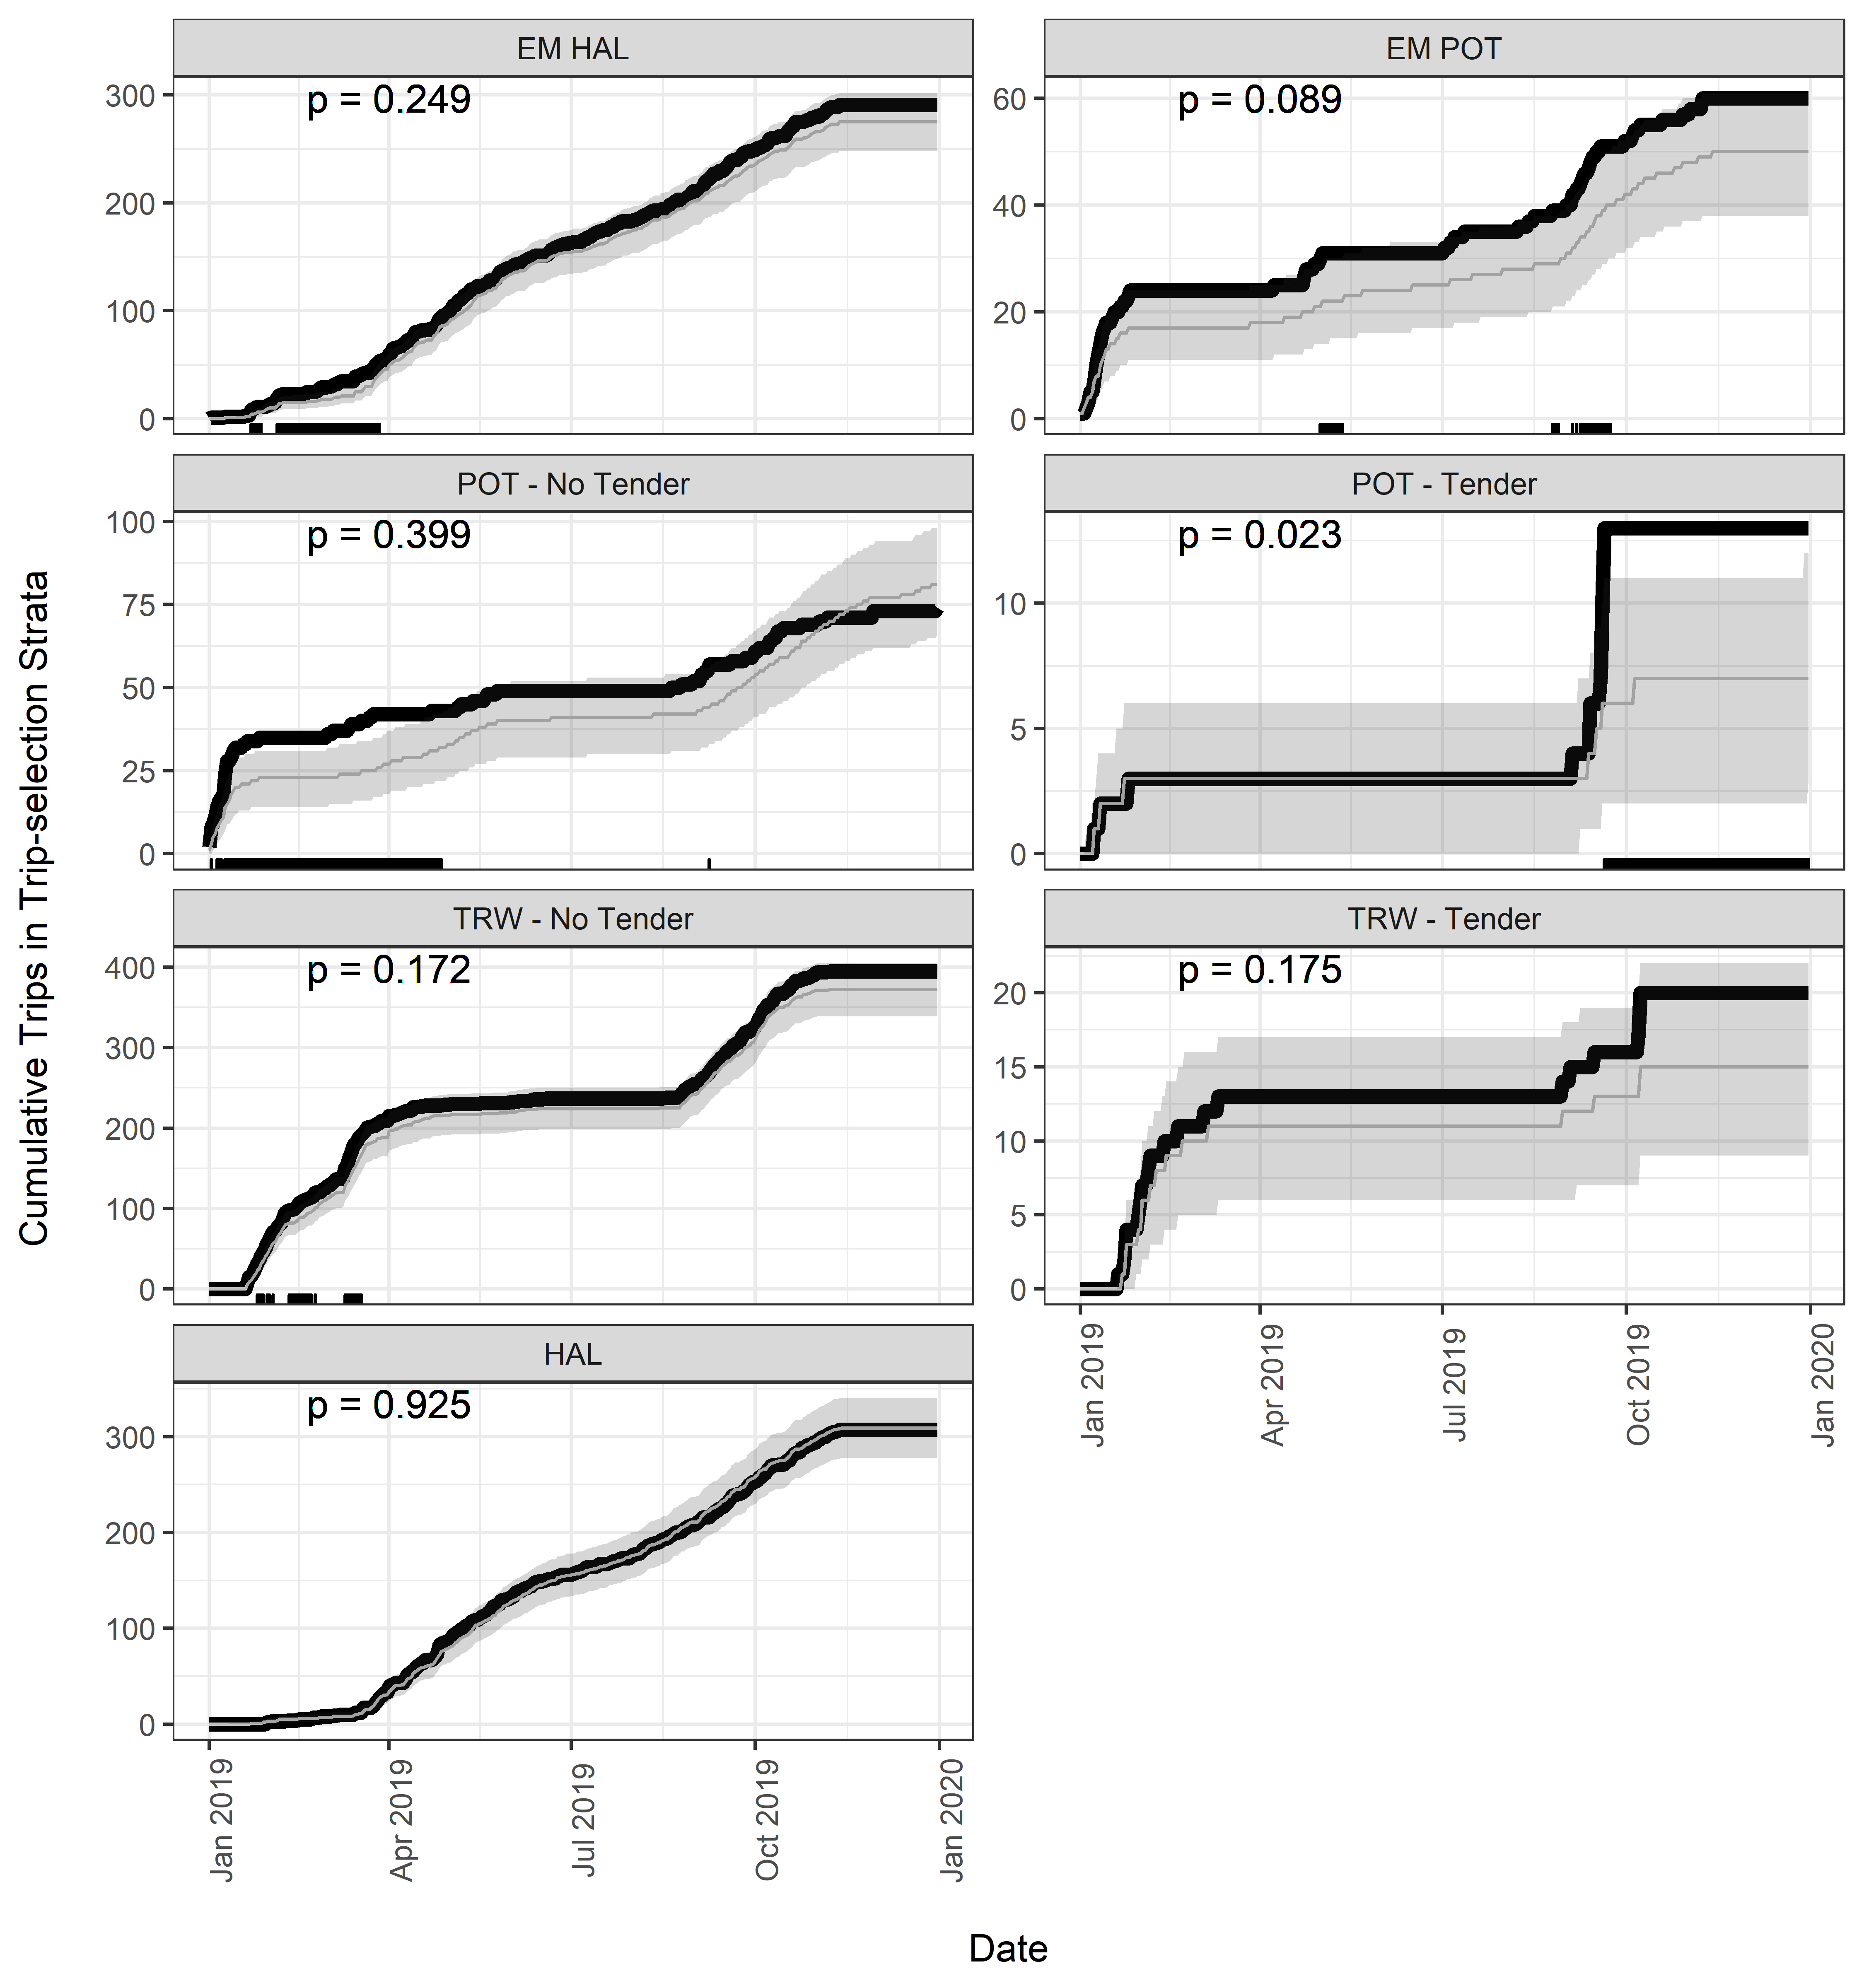 Cumulative Trips in Trip-selection Strata
EM HAL
p = 0.249
300
200
100
0
EM POT
p = 0.089
60
40
20
0
POT - No Tender
p = 0.399
100
75
50
25
0
POT - Tender
p = 0.023
10
5
0
TRW - No Tender
p = 0.172
400
300
200
100
0
TRW - Tender
p = 0.175
20
15
10
5
0
Jan 2019
Apr 2019
Jul 2019
Oct 2019
Jan 2020
HAL
p = 0.925
300
200
100
0
Jan 2019
Apr 2019
Jul 2019
Oct 2019
Jan 2020
Date